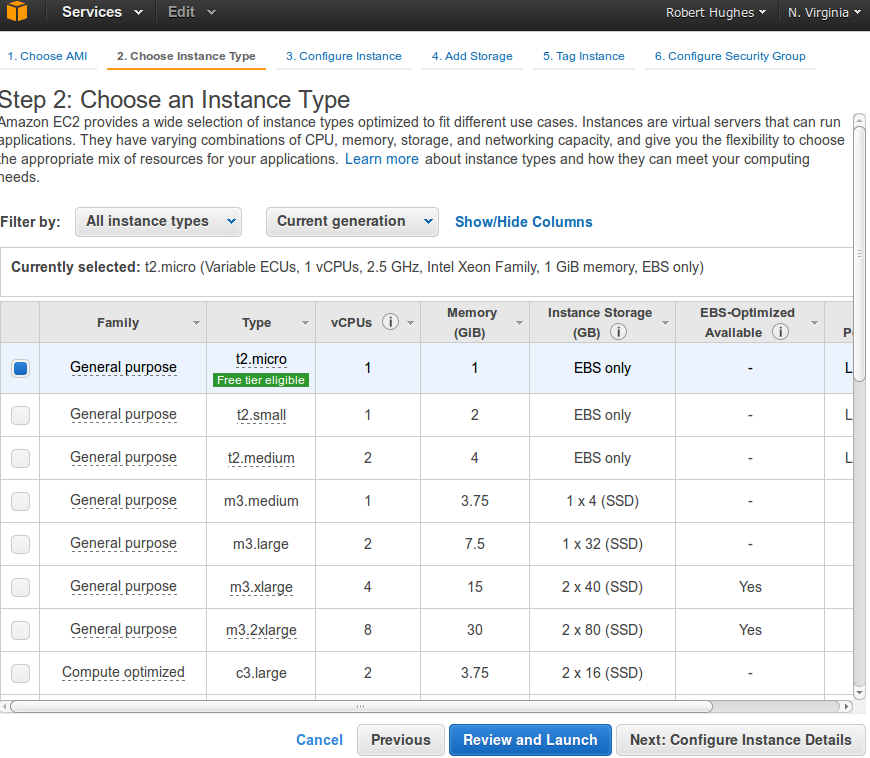 Services Edit Robert Hughes N. Virginia
1. Choose AMI 2. Choose Instance Type 3. Configure Instance 4. Add Storage 5. Tag Instance 6. Configure Security Group
Step 2: Choose an Instance Type
Amazon EC2 provides a wide selection of instance types optimized to fit different use cases. Instances are virtual servers that can run
applications. They have varying combinations of CPU, memory, storage, and networking capacity, and give you the flexibility to choose
the appropriate mix of resources for your applications. Learn more about instance types and how they can meet your computing
needs.
Filter by: All instance types Current generation Show/Hide Columns
Currently selected: t2.micro (Variable ECUs, 1 vCPUs, 2.5 GHz, Intel Xeon Family, 1 GiB memory, EBS only)
Family Type vCPUs Memory (GiB) Instance Storage (GB) EBS-Optimized Available
General purpose t2.micro 1 1 EBS only - L
Free tier eligible
General purpose t2.small 1 2 EBS only - L
General purpose t2.medium 2 4 EBS only - L
General purpose m3.medium 1 3.75 1 x 4 (SSD) -
General purpose m3.large 2 7.5 1 x 32 (SSD) -
General purpose m3.xlarge 4 15 2 x 40 (SSD) Yes
General purpose m3.2xlarge 8 30 2 x 80 (SSD) Yes
Compute optimized c3.large 2 3.75 2 x 16 (SSD) -
Cancel Previous Review and Launch Next: Configure Instance Details